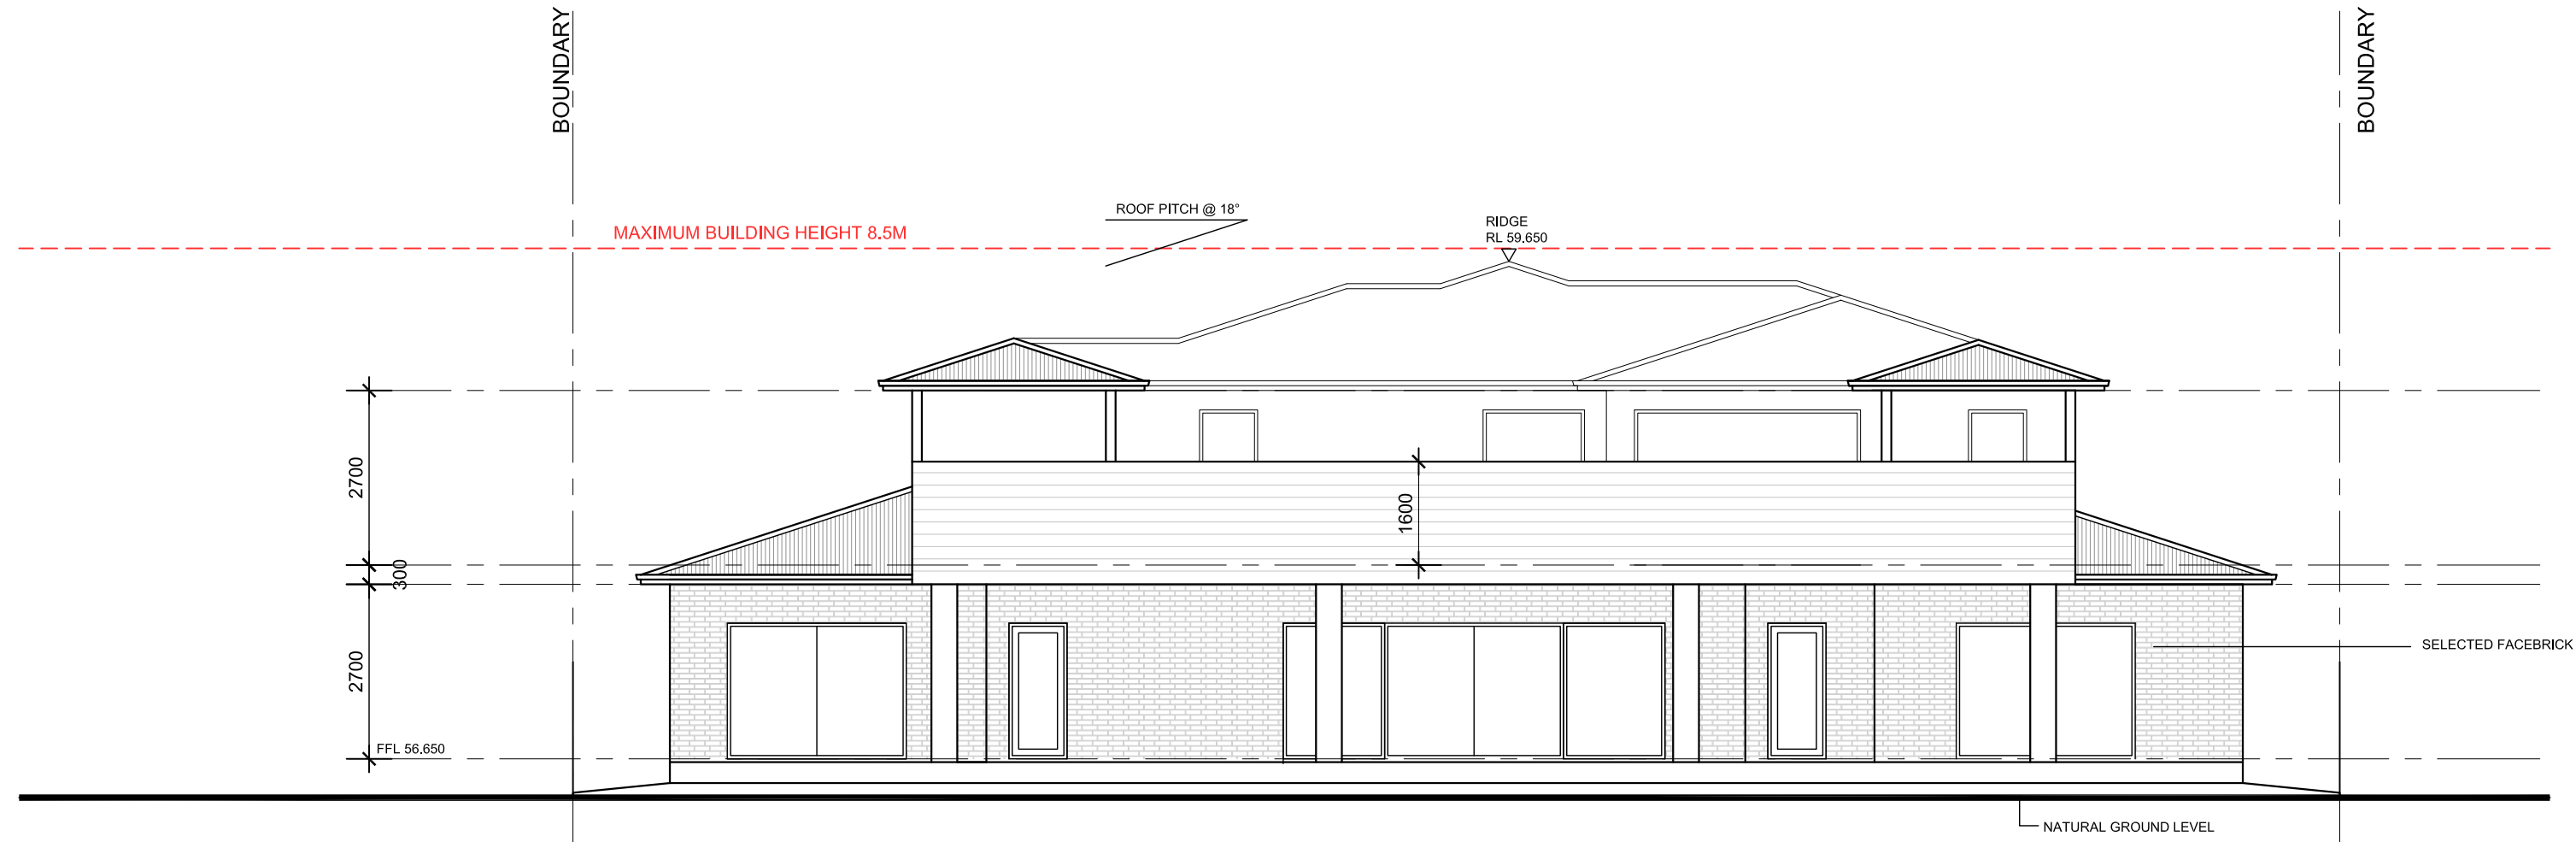 BOUNDARY
BOUNDARY
ROOF PITCH @ 18°
RIDGE
RL 59.650
MAXIMUM BUILDING HEIGHT 8.5M
2700
1600
300
2700
SELECTED FACEBRICK
FFL 56.650
NATURAL GROUND LEVEL